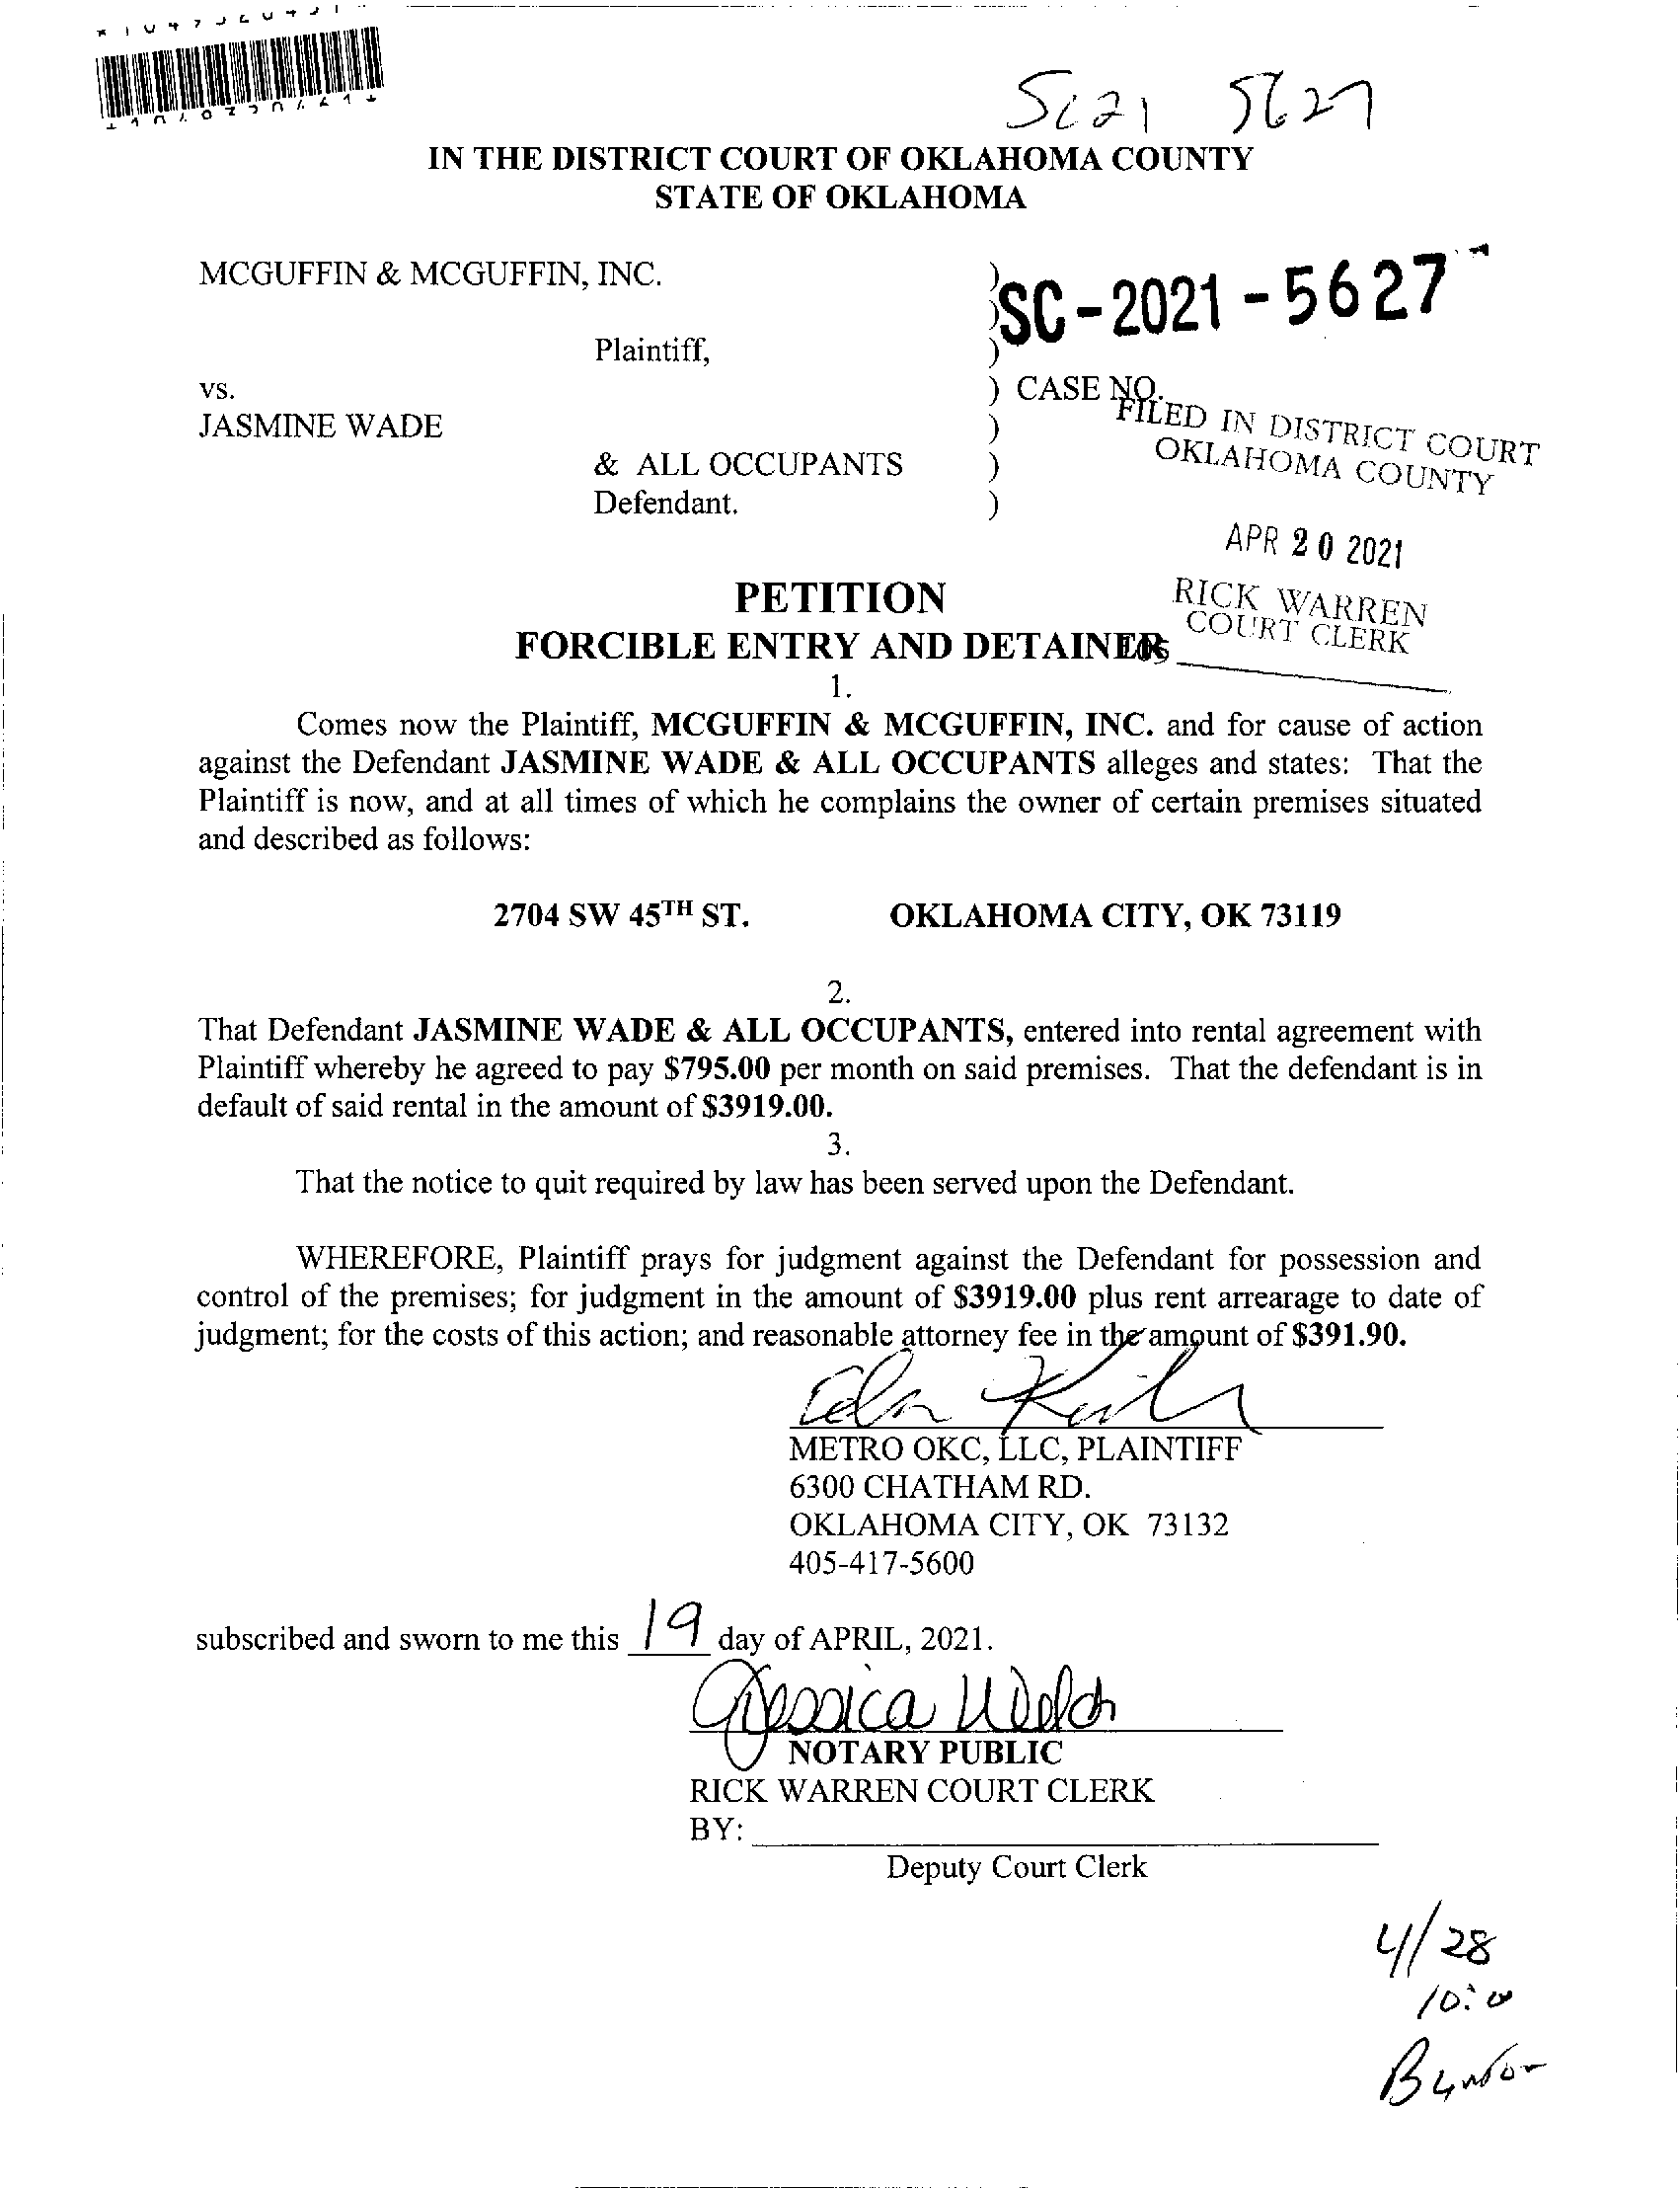 SC21 5627
IN THE DISTRICT COURT OF OKLAHOMA COUNTY
STATE OF OKLAHOMA
MCGUFFIN & MCGUFFIN, INC. )
) SC-2021-5627
Plaintiff, )
vs. ) CASE NO.
FILED IN DISTRICT COURT
JASMINE WADE )
OKLAHOMA COUNTY
& ALL OCCUPANTS )
Defendant. )
APR 20 2021
PETITION
RICK WARREN
COURT CLERK
FORCIBLE ENTRY AND DETAINER
1.
Comes now the Plaintiff, MCGUFFIN & MCGUFFIN, INC. and for cause of action
against the Defendant JASMINE WADE & ALL OCCUPANTS alleges and states: That the
Plaintiff is now, and at all times of which he complains the owner of certain premises situated
and described as follows:
2704 SW 45TH ST. OKLAHOMA CITY, OK 73119
2.
That Defendant JASMINE WADE & ALL OCCUPANTS, entered into rental agreement with
Plaintiff whereby he agreed to pay $795.00 per month on said premises. That the defendant is in
default of said rental in the amount of $3919.00.
3.
That the notice to quit required by law has been served upon the Defendant.
WHEREFORE, Plaintiff prays for judgment against the Defendant for possession and
control of the premises; for judgment in the amount of $3919.00 plus rent arrearage to date of
judgment; for the costs of this action; and reasonable attorney fee in the amount of $391.90.
METRO OKC, LLC, PLAINTIFF
6300 CHATHAM RD.
OKLAHOMA CITY, OK 73132
405-417-5600
subscribed and sworn to me this 19 day of APRIL, 2021.
Jessica Welch
NOTARY PUBLIC
RICK WARREN COURT CLERK
BY:
Deputy Court Clerk
4/28
10:00